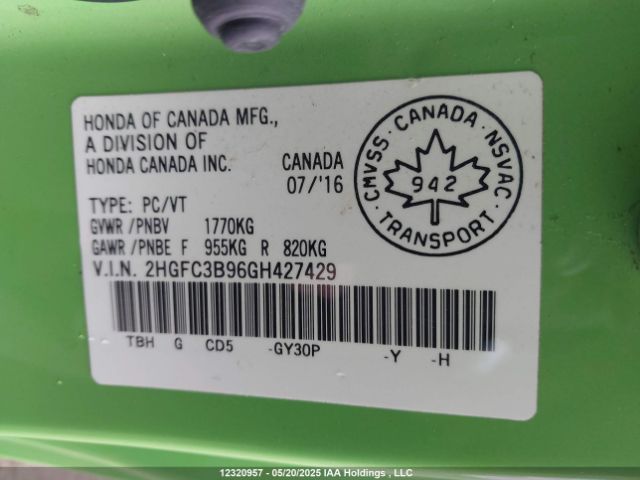 HONDA OF CANADA MFG.,
A DIVISION OF
HONDA CANADA INC.
CANADA
07/'16
TYPE: PC/VT
GVWR /PNBV 1770KG
GAWR /PNBE F 955KG R 820KG
V.I.N. 2HGFC3B96GH427429
TBH G CD5 -GY30P -Y -H
CMVSS · CANADA · NSVAC
942
TRANSPORT
12320957 - 05/20/2025 IAA Holdings , LLC